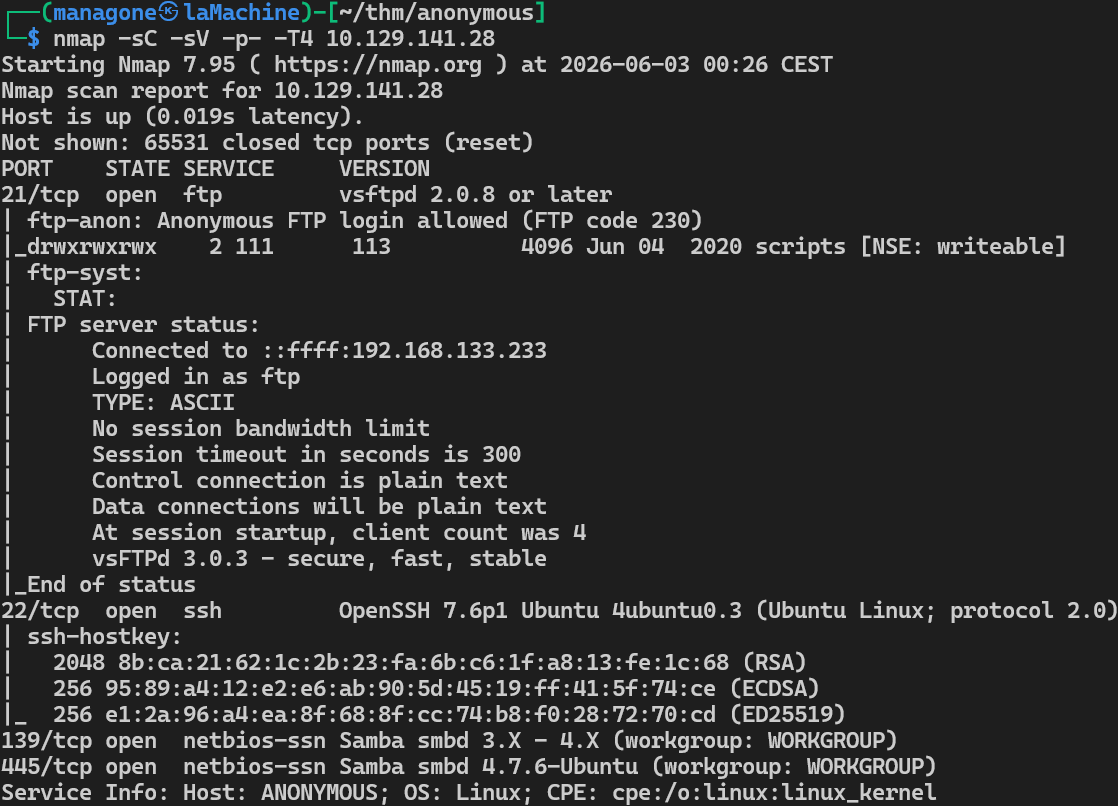 ┌──(managone㉿laMachine)-[~/thm/anonymous]
└─$ nmap -sC -sV -p- -T4 10.129.141.28
Starting Nmap 7.95 ( https://nmap.org ) at 2026-06-03 00:26 CEST
Nmap scan report for 10.129.141.28
Host is up (0.019s latency).
Not shown: 65531 closed tcp ports (reset)
PORT    STATE SERVICE     VERSION
21/tcp  open  ftp         vsftpd 2.0.8 or later
| ftp-anon: Anonymous FTP login allowed (FTP code 230)
|_drwxrwxrwx    2 111      113          4096 Jun 04  2020 scripts [NSE: writeable]
| ftp-syst:
|   STAT:
| FTP server status:
|      Connected to ::ffff:192.168.133.233
|      Logged in as ftp
|      TYPE: ASCII
|      No session bandwidth limit
|      Session timeout in seconds is 300
|      Control connection is plain text
|      Data connections will be plain text
|      At session startup, client count was 4
|      vsFTPd 3.0.3 - secure, fast, stable
|_End of status
22/tcp  open  ssh         OpenSSH 7.6p1 Ubuntu 4ubuntu0.3 (Ubuntu Linux; protocol 2.0)
| ssh-hostkey:
|   2048 8b:ca:21:62:1c:2b:23:fa:6b:c6:1f:a8:13:fe:1c:68 (RSA)
|   256 95:89:a4:12:e2:e6:ab:90:5d:45:19:ff:41:5f:74:ce (ECDSA)
|_  256 e1:2a:96:a4:ea:8f:68:8f:cc:74:b8:f0:28:72:70:cd (ED25519)
139/tcp open  netbios-ssn Samba smbd 3.X - 4.X (workgroup: WORKGROUP)
445/tcp open  netbios-ssn Samba smbd 4.7.6-Ubuntu (workgroup: WORKGROUP)
Service Info: Host: ANONYMOUS; OS: Linux; CPE: cpe:/o:linux:linux_kernel